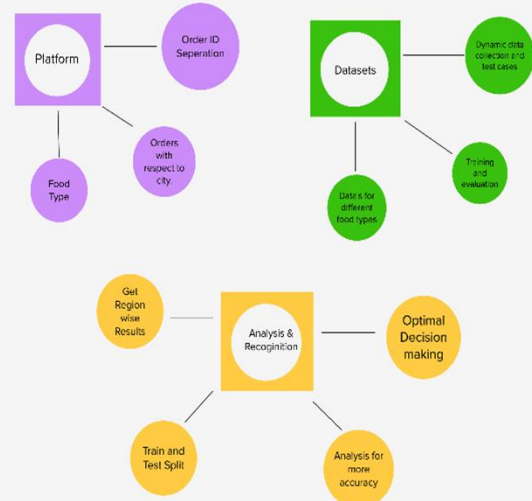 Platform
Order ID
Seperation
Orders
with
respect to
city.
Food
Type
Datasets
Dynamic data
collection and
test cases
Training
and
evaluation
Data's for
different
food types
Get
Region
wise
Results
Analysis &
Recoginition
Optimal
Decision
making
Train and
Test Split
Analysis for
more
accuracy